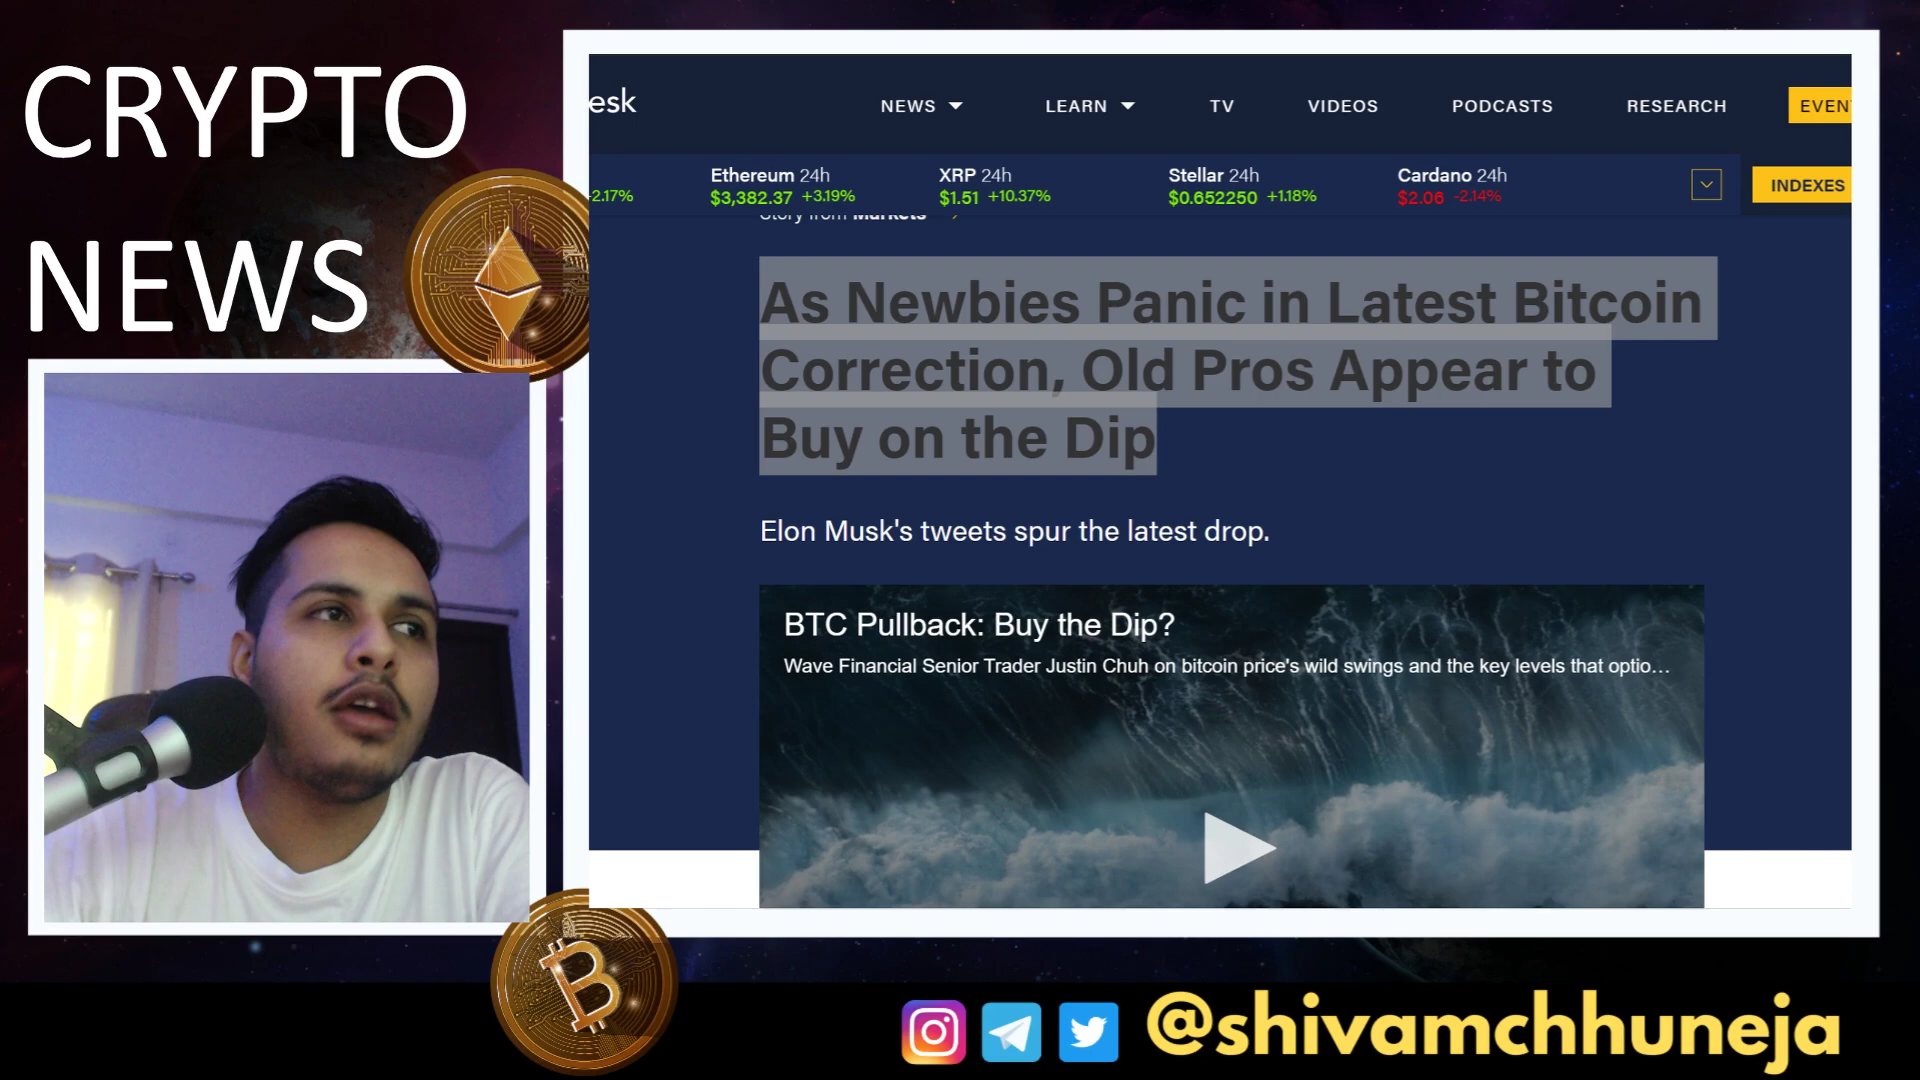 CRYPTO
NEWS
esk
NEWS
LEARN
TV
VIDEOS
PODCASTS
RESEARCH
EVEN
-2.17%
Ethereum 24h
$3,382.37 +3.19%
XRP 24h
$1.51 +10.37%
Stellar 24h
$0.652250 +1.18%
Cardano 24h
$2.06 -2.14%
INDEXES
Story from Markets
As Newbies Panic in Latest Bitcoin
Correction, Old Pros Appear to
Buy on the Dip
Elon Musk's tweets spur the latest drop.
BTC Pullback: Buy the Dip?
Wave Financial Senior Trader Justin Chuh on bitcoin price's wild swings and the key levels that optio…
@shivamchhuneja